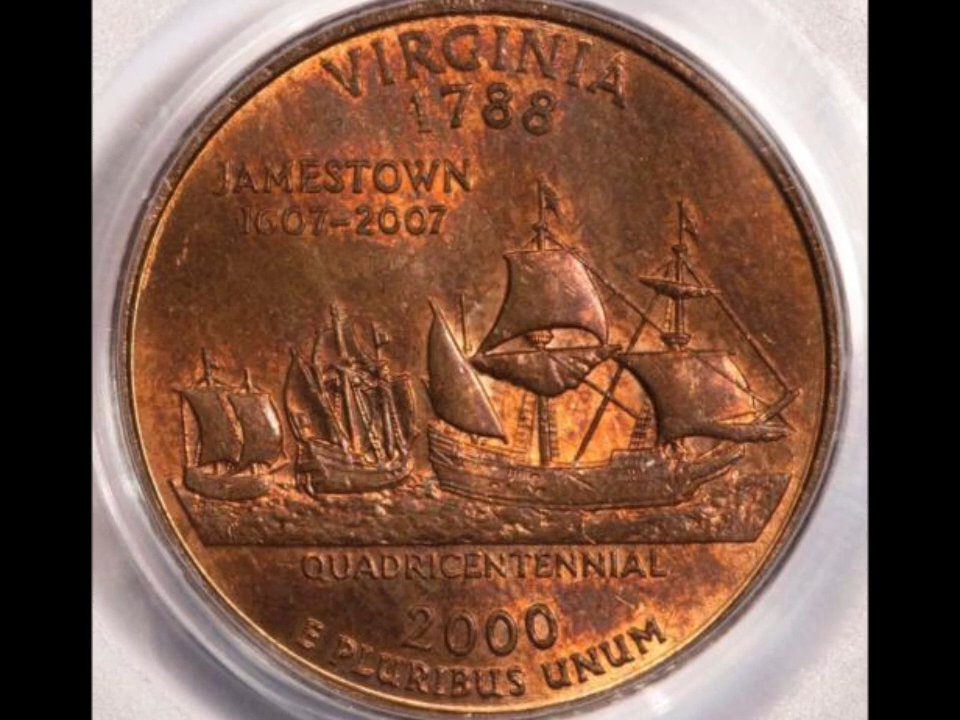 VIRGINIA
1788
JAMESTOWN
1607-2007
QUADRICENTENNIAL
2000
E PLURIBUS UNUM